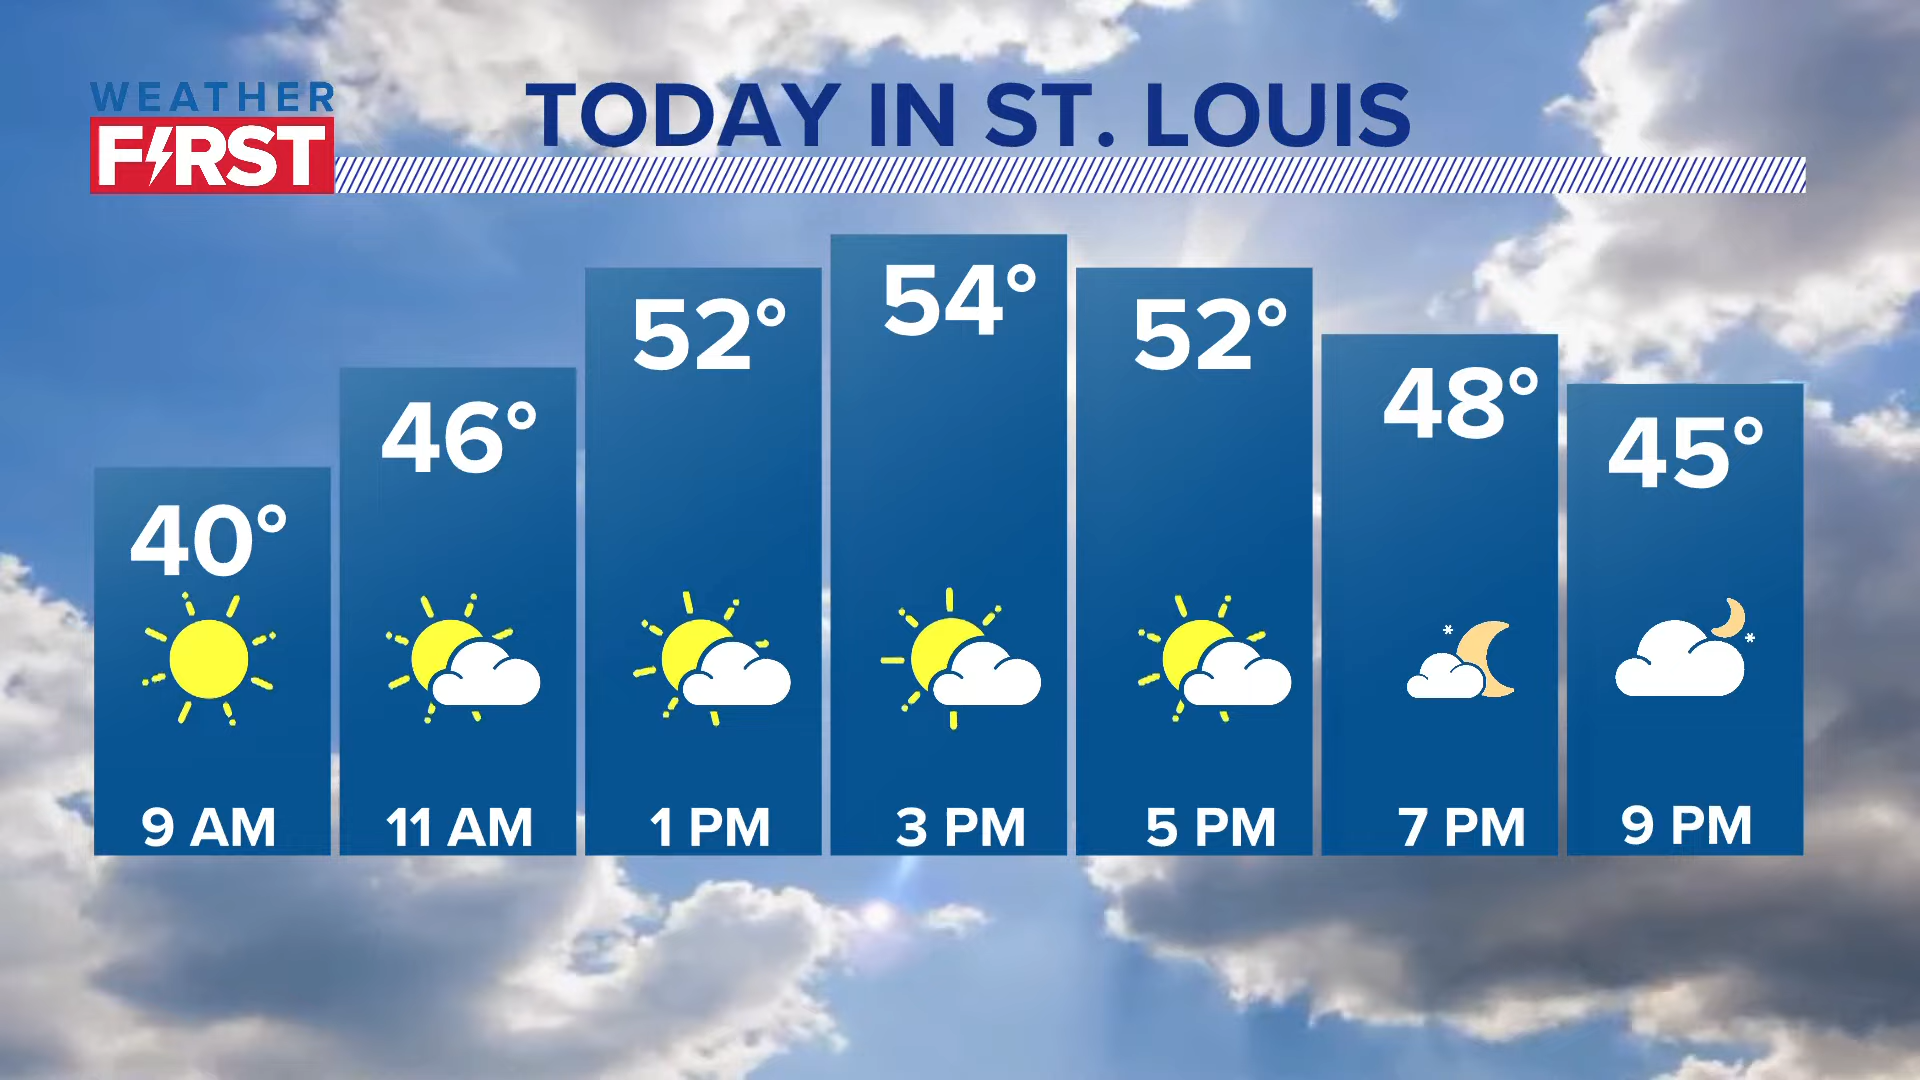 WEATHER
FIRST
TODAY IN ST. LOUIS
40°
46°
52°
54°
52°
48°
45°
9 AM
11 AM
1 PM
3 PM
5 PM
7 PM
9 PM